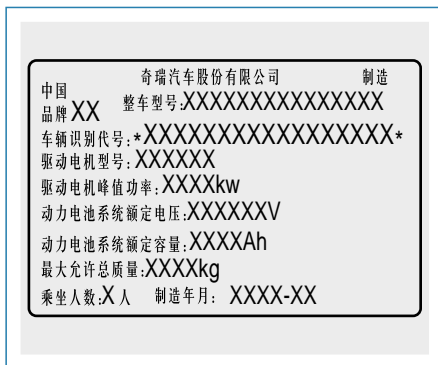 中国 奇瑞汽车股份有限公司 制造
品牌XX 整车型号:XXXXXXXXXXXXXXX
车辆识别代号:*XXXXXXXXXXXXXXXXX*
驱动电机型号:XXXXXX
驱动电机峰值功率:XXXXkw
动力电池系统额定电压:XXXXXXV
动力电池系统额定容量:XXXXAh
最大允许总质量:XXXXkg
乘坐人数:X人 制造年月: XXXX-XX